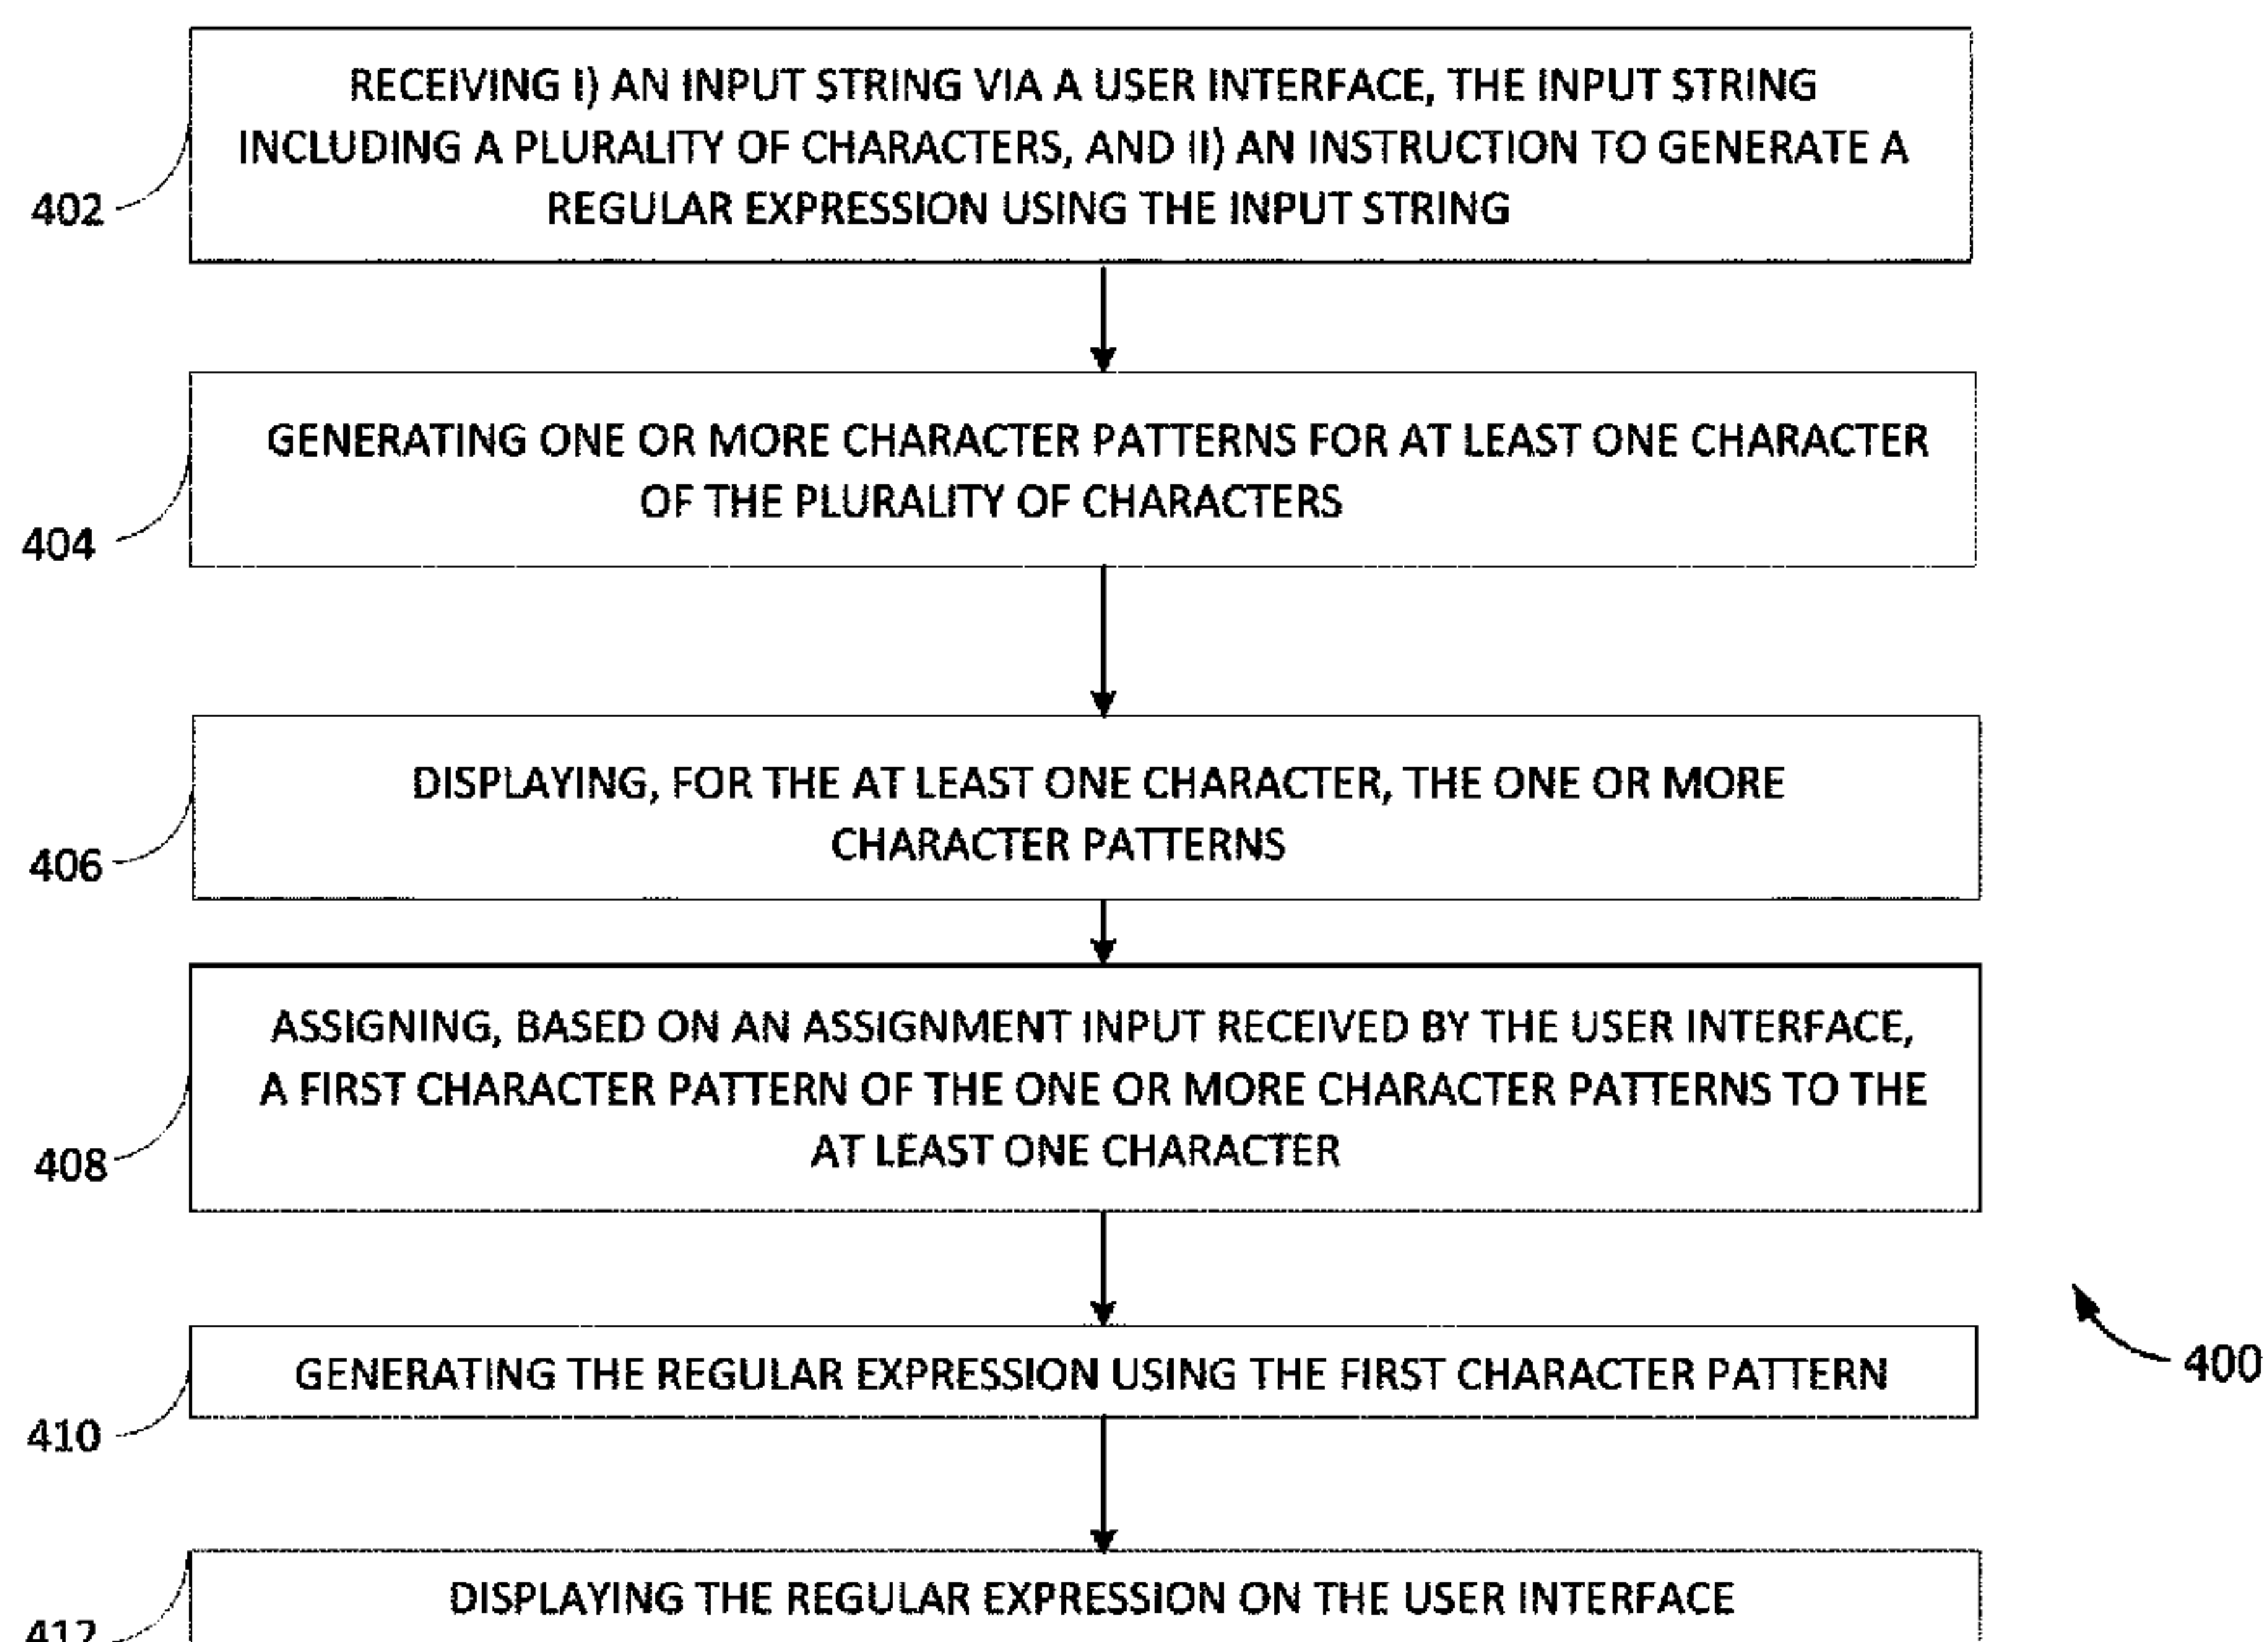 RECEIVING I) AN INPUT STRING VIA A USER INTERFACE, THE INPUT STRING
INCLUDING A PLURALITY OF CHARACTERS, AND II) AN INSTRUCTION TO GENERATE A
REGULAR EXPRESSION USING THE INPUT STRING
402
GENERATING ONE OR MORE CHARACTER PATTERNS FOR AT LEAST ONE CHARACTER
OF THE PLURALITY OF CHARACTERS
404
DISPLAYING, FOR THE AT LEAST ONE CHARACTER, THE ONE OR MORE
CHARACTER PATTERNS
406
ASSIGNING, BASED ON AN ASSIGNMENT INPUT RECEIVED BY THE USER INTERFACE,
A FIRST CHARACTER PATTERN OF THE ONE OR MORE CHARACTER PATTERNS TO THE
AT LEAST ONE CHARACTER
408
GENERATING THE REGULAR EXPRESSION USING THE FIRST CHARACTER PATTERN
400
410
DISPLAYING THE REGULAR EXPRESSION ON THE USER INTERFACE
412